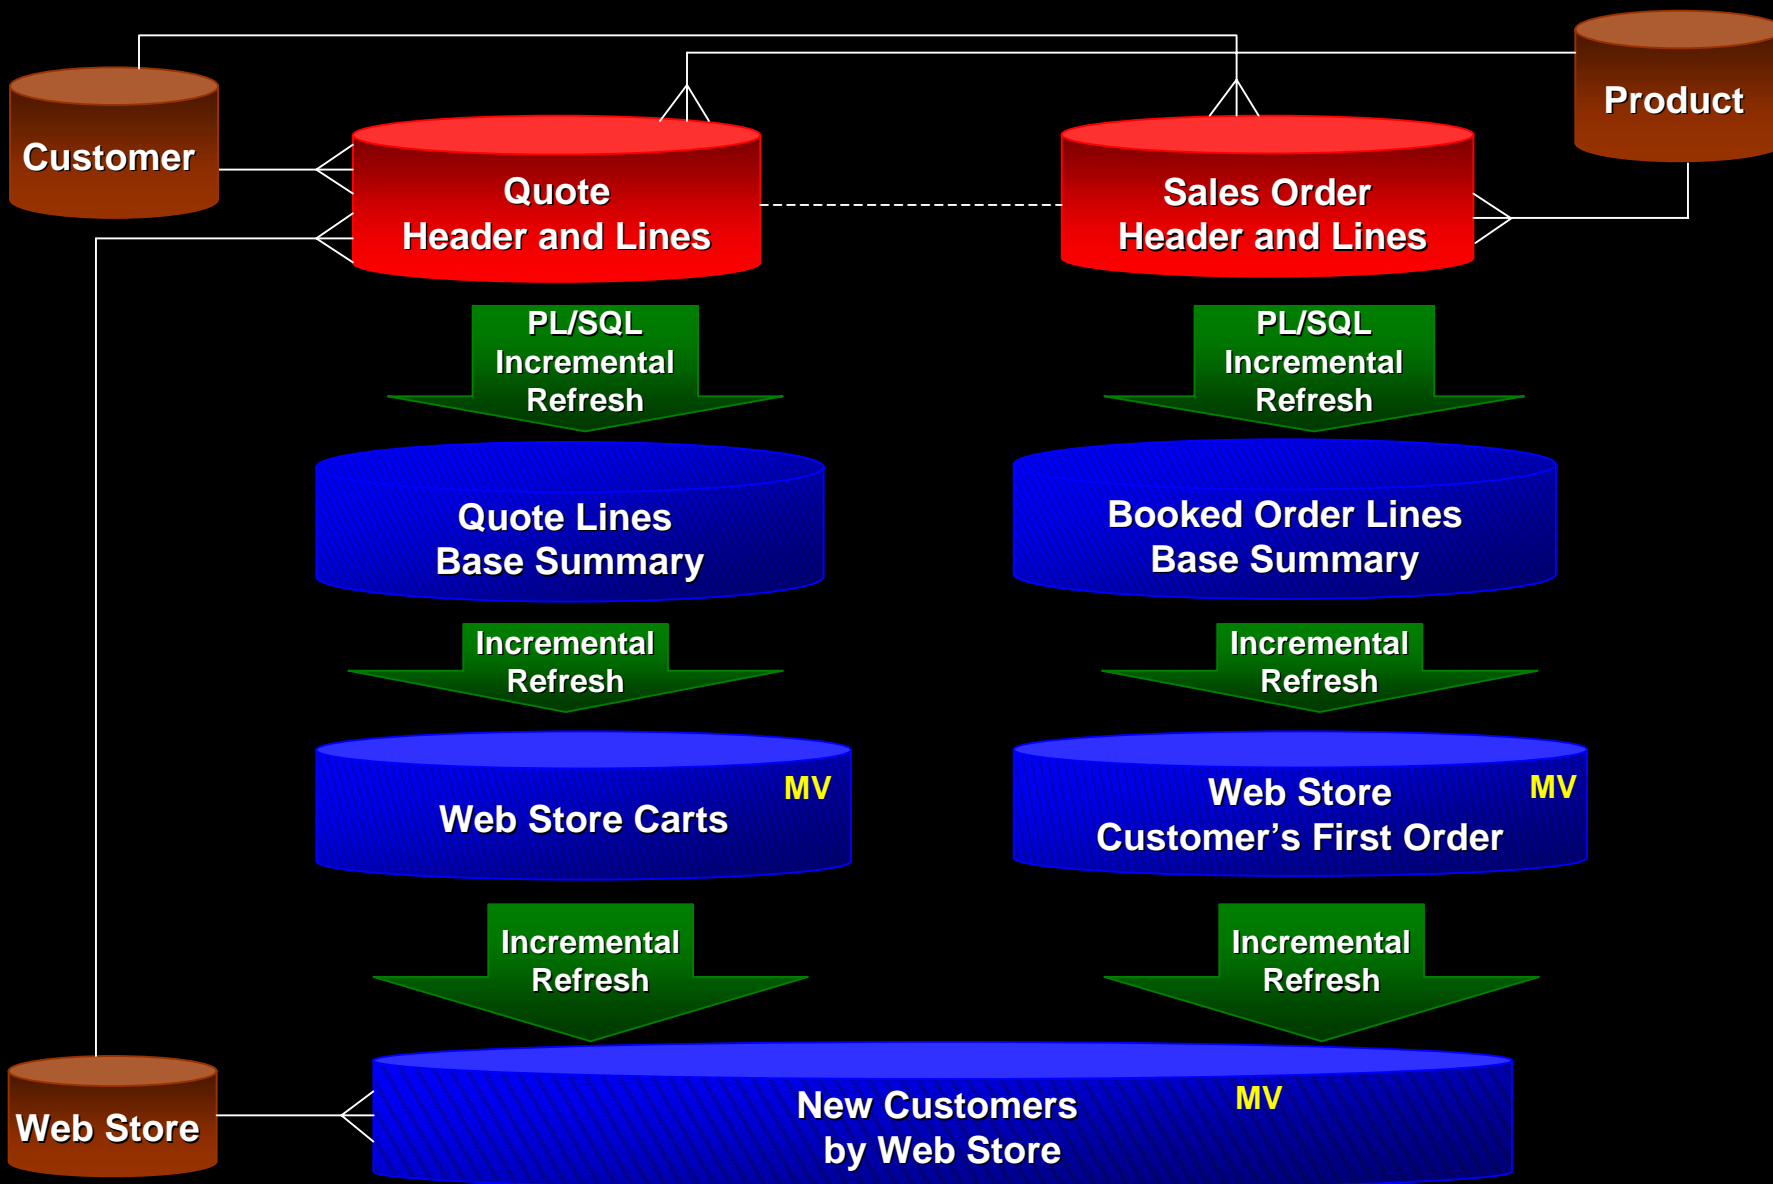 Customer
Product
Quote
Header and Lines
Sales Order
Header and Lines
PL/SQL
Incremental
Refresh
PL/SQL
Incremental
Refresh
Quote Lines
Base Summary
Booked Order Lines
Base Summary
Incremental
Refresh
Incremental
Refresh
Web Store Carts
MV
Web Store
Customer’s First Order
MV
Incremental
Refresh
Incremental
Refresh
Web Store
New Customers
by Web Store
MV